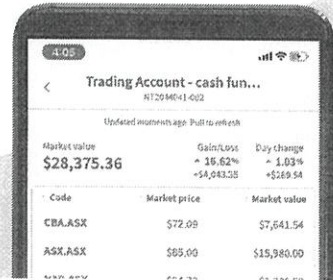 4:05
Trading Account - cash fun...
Updated moments ago. Pull to refresh
Market value Gain/Loss Day change
$28,375.36 16.62% 1.03%
+$4,043.35 +$289.54
Code Market price Market value
CBA.ASX $72.09 $7,641.54
ASX.ASX $85.00 $15,980.00